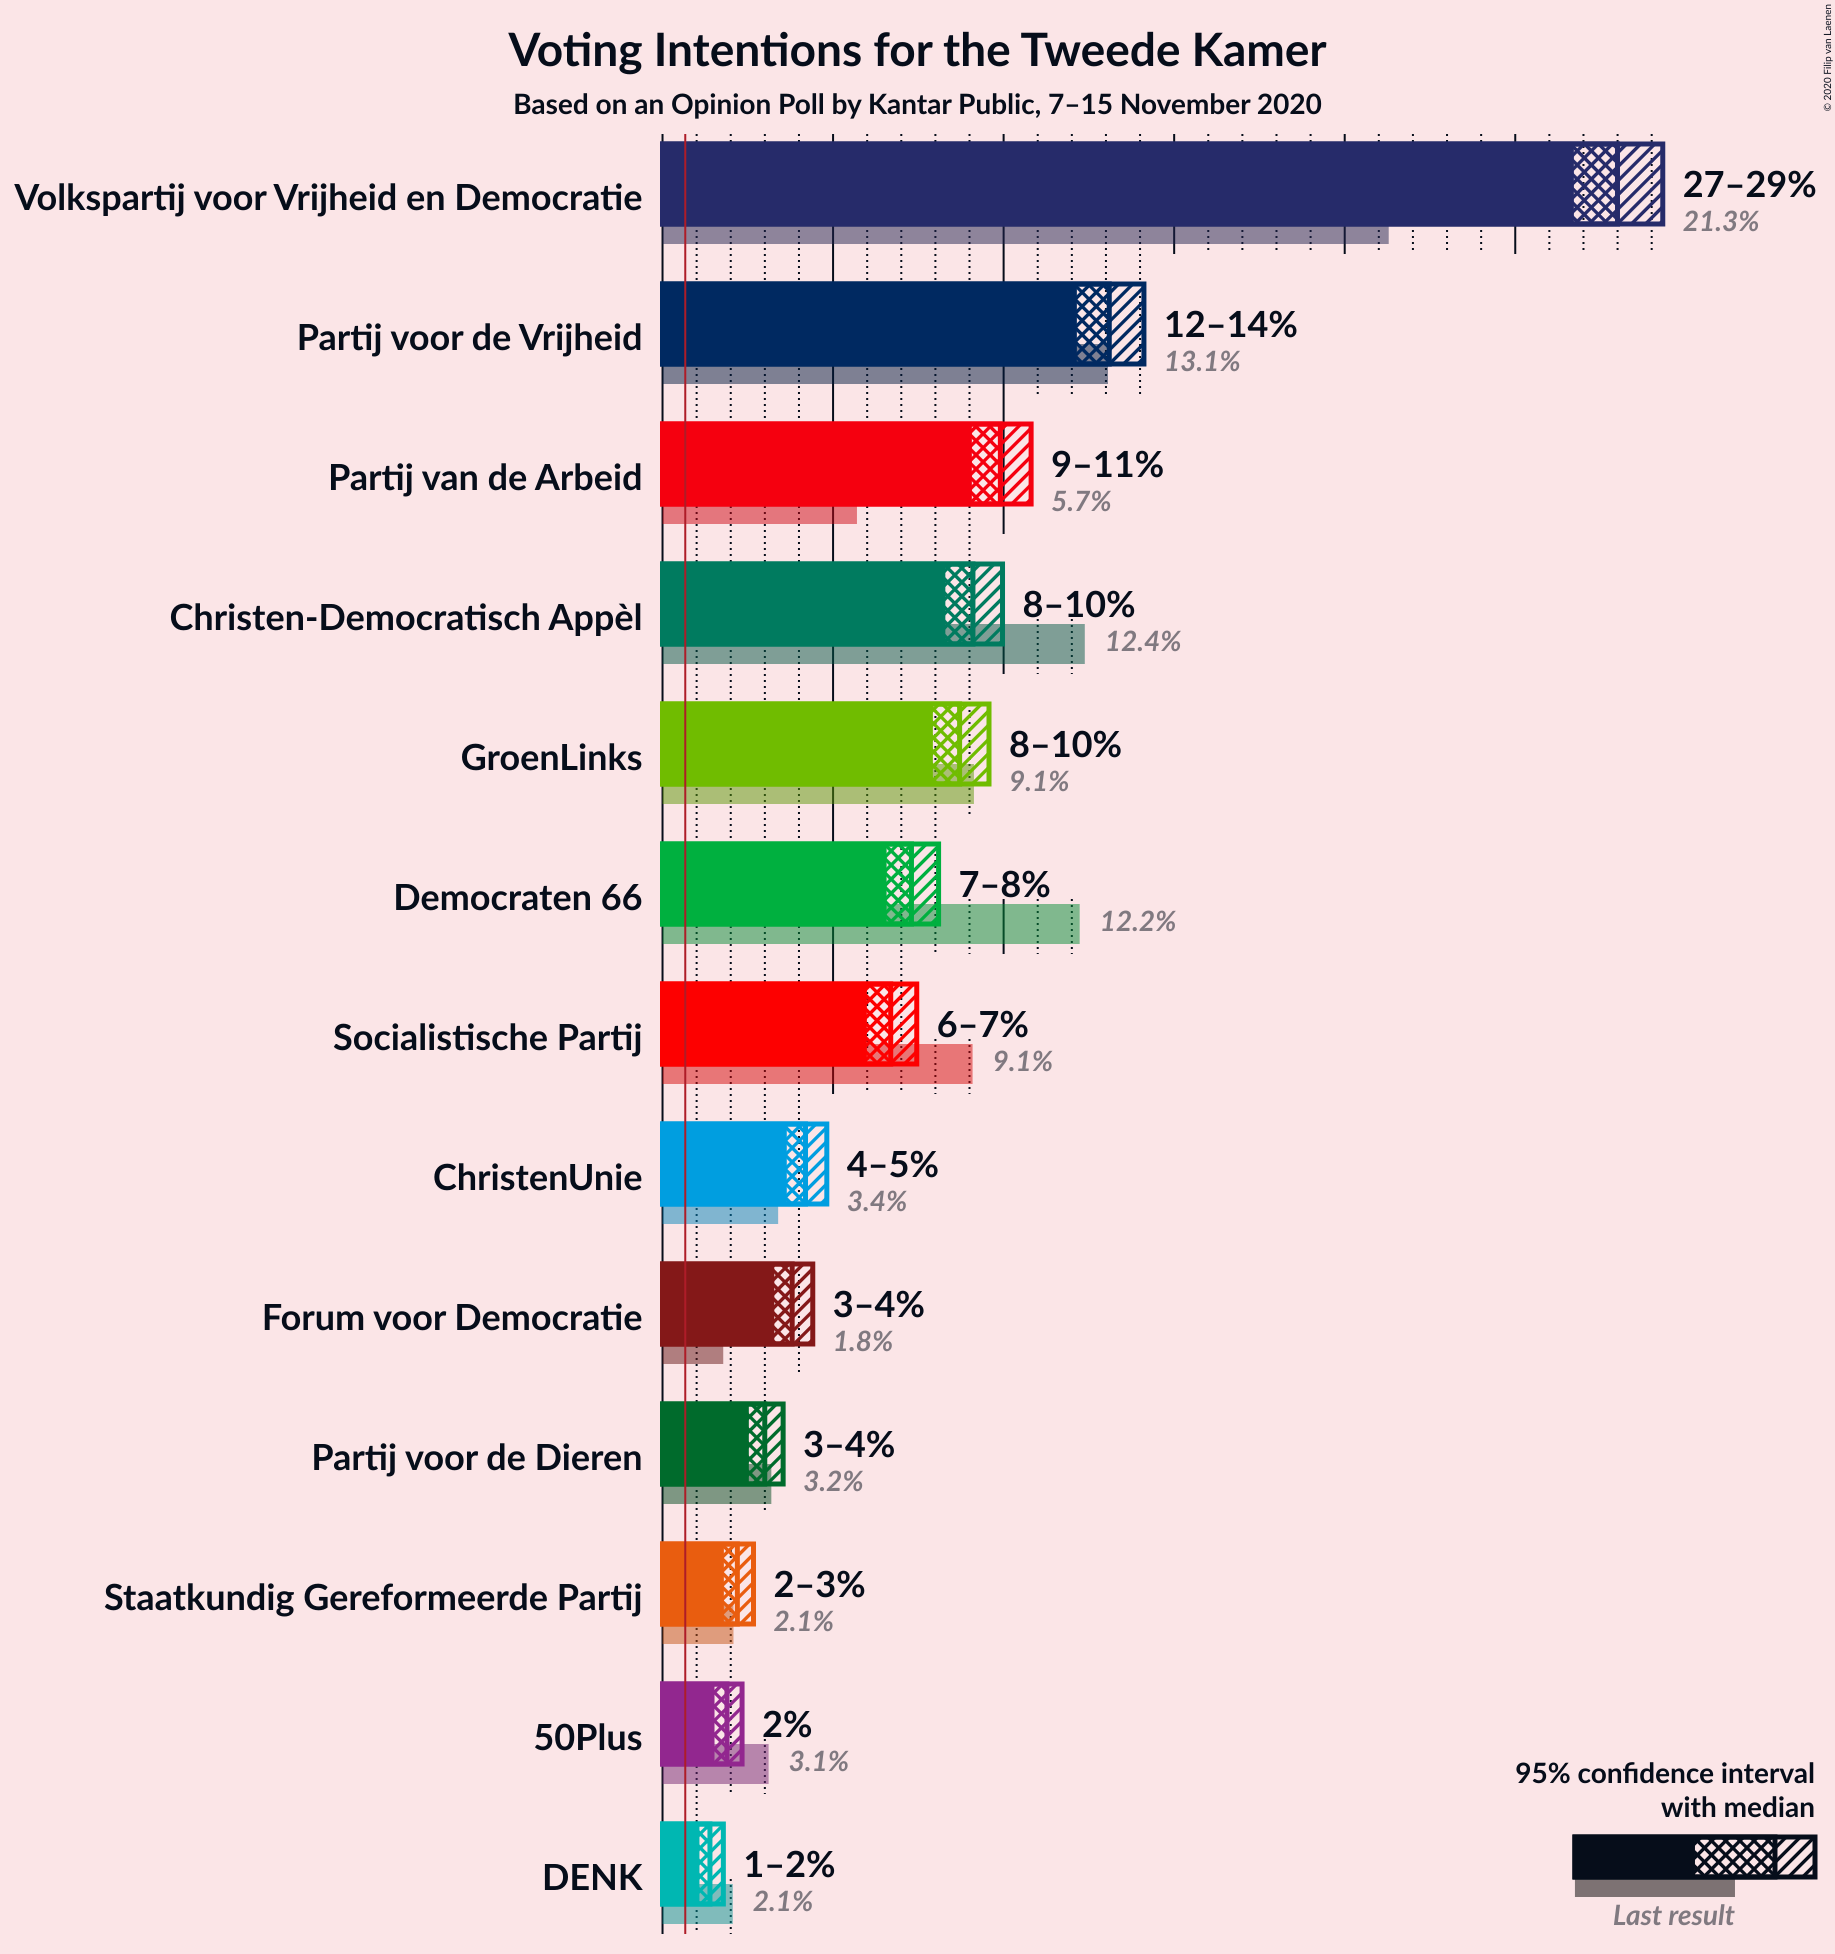 Voting Intentions for the Tweede Kamer
Based on an Opinion Poll by Kantar Public, 7–15 November 2020
© 2020 Filip van Laenen
Volkspartij voor Vrijheid en Democratie
27–29%
21.3%
Partij voor de Vrijheid
12–14%
13.1%
Partij van de Arbeid
9–11%
5.7%
Christen-Democratisch Appèl
8–10%
12.4%
GroenLinks
8–10%
9.1%
Democraten 66
7–8%
12.2%
Socialistische Partij
6–7%
9.1%
ChristenUnie
4–5%
3.4%
Forum voor Democratie
3–4%
1.8%
Partij voor de Dieren
3–4%
3.2%
Staatkundig Gereformeerde Partij
2–3%
2.1%
50Plus
2%
3.1%
DENK
1–2%
2.1%
95% confidence interval
with median
Last result